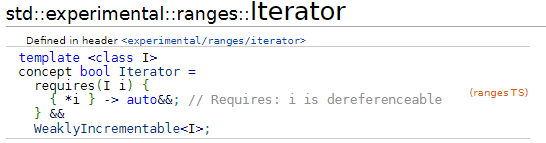 std::experimental::ranges::Iterator
Defined in header <experimental/ranges/iterator>
template <class I>
concept bool Iterator =
  requires(I i) {
    { *i } -> auto&&; // Requires: i is dereferenceable
  } &&
  WeaklyIncrementable<I>;
(ranges TS)